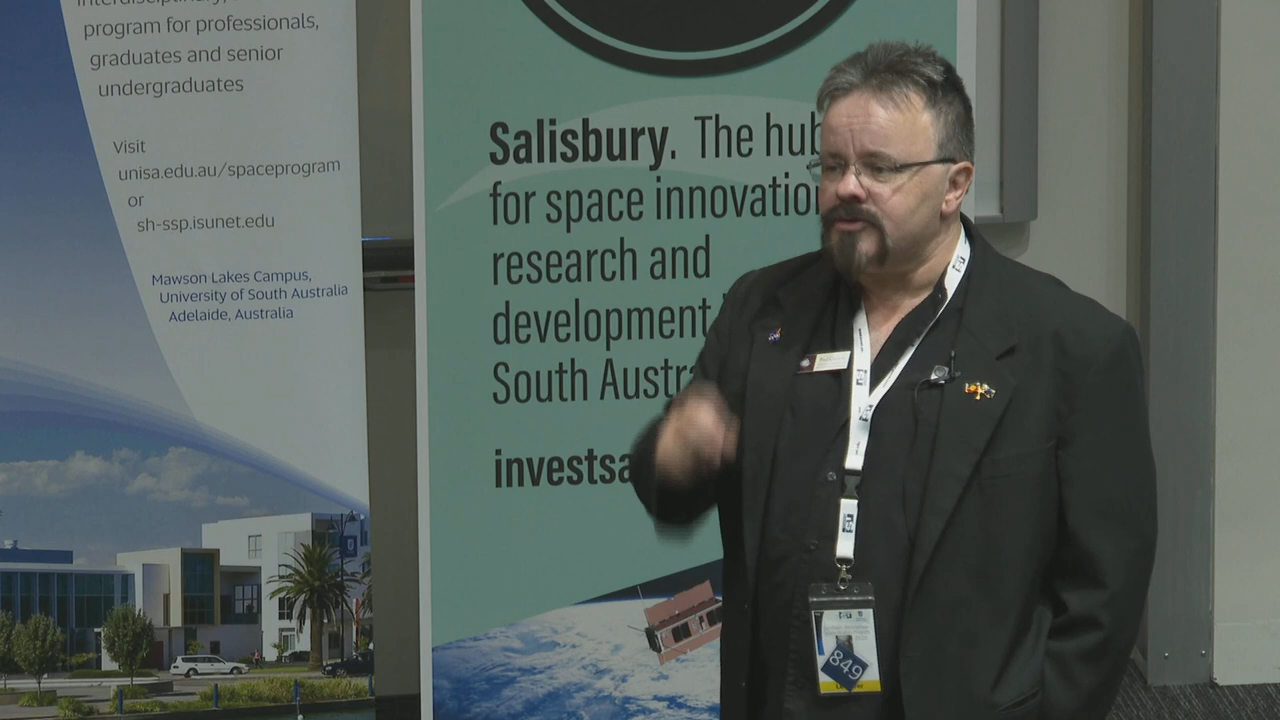 program for professionals,
graduates and senior
undergraduates
Visit
unisa.edu.au/spaceprogram
or
sh-ssp.isunet.edu
Mawson Lakes Campus,
University of South Australia
Adelaide, Australia
Salisbury. The hub
for space innovation
research and
development
South Austra
investsa
849